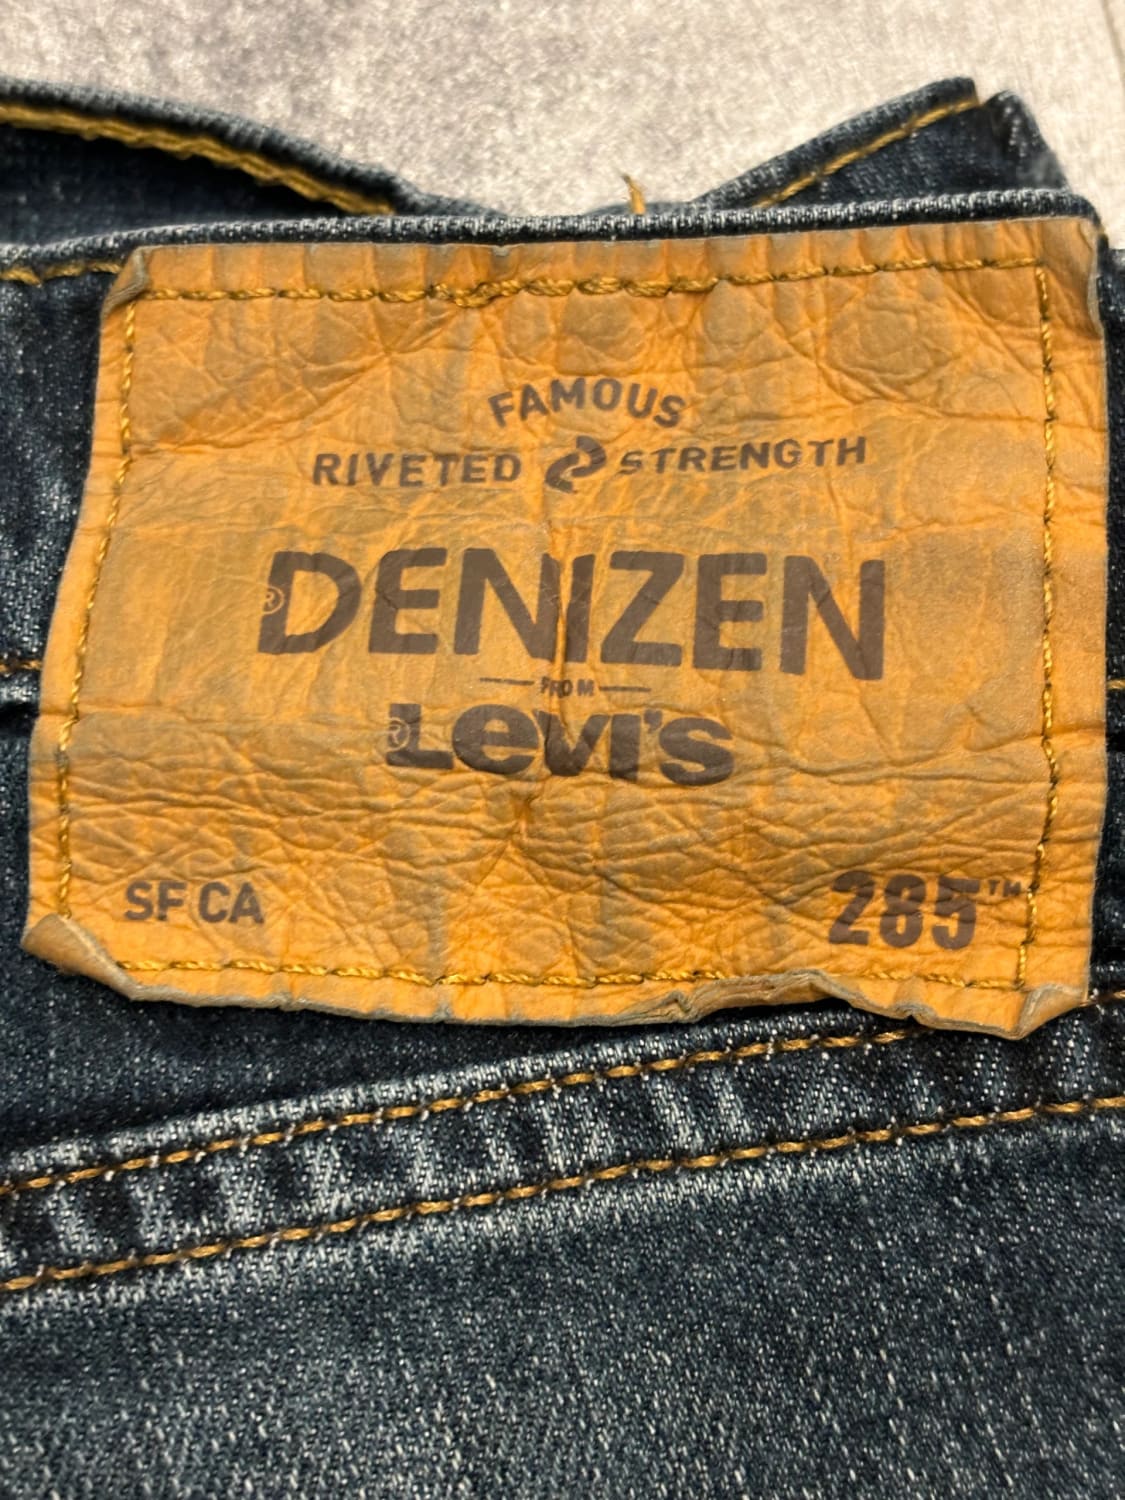 FAMOUS
RIVETED STRENGTH
® DENIZEN
FROM
® Levi's
SF CA 285™